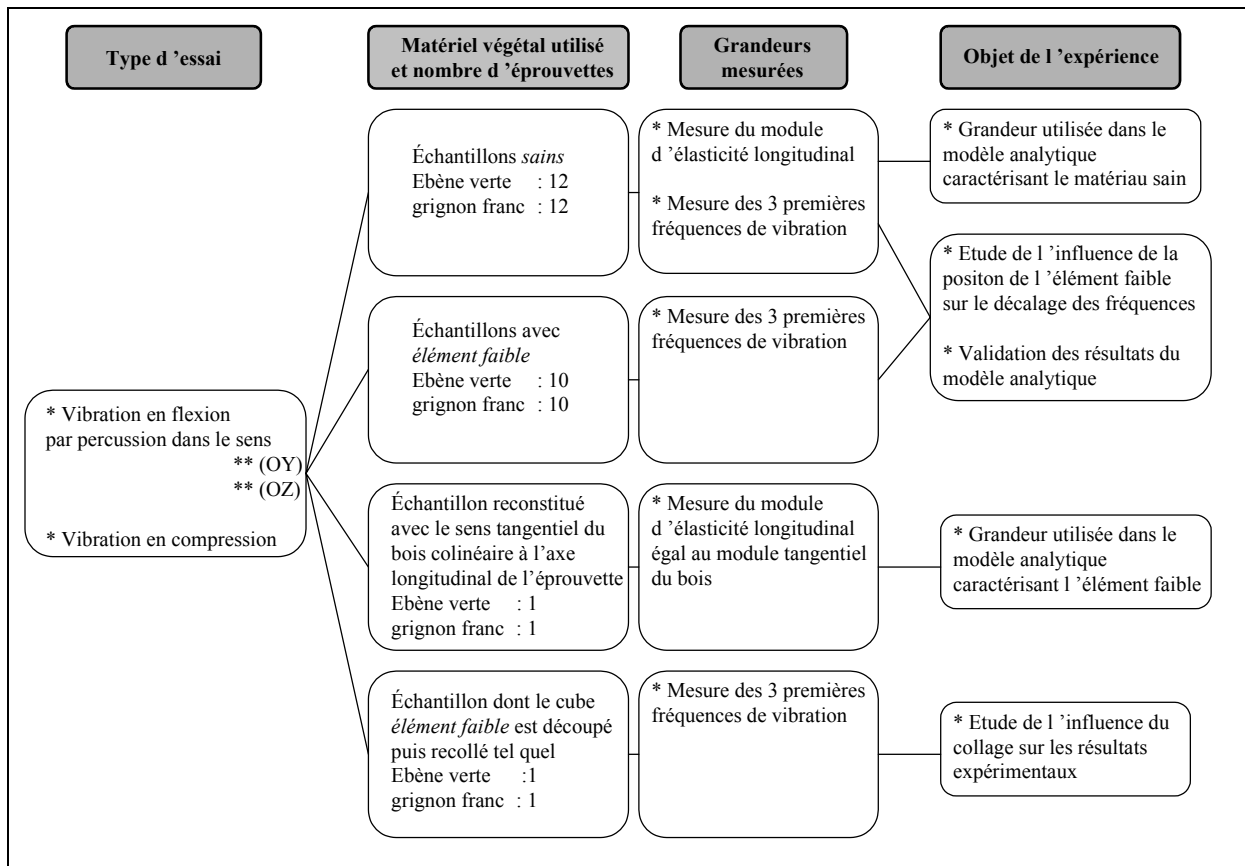 Type d ’essai
Matériel végétal utilisé
et nombre d ’éprouvettes
Grandeurs
mesurées
Objet de l ’expérience
* Vibration en flexion
par percussion dans le sens
** (OY)
** (OZ)
* Vibration en compression
Échantillons sains
Ebène verte : 12
grignon franc : 12
* Mesure du module
d ’élasticité longitudinal
* Mesure des 3 premières
fréquences de vibration
* Grandeur utilisée dans le
modèle analytique
caractérisant le matériau sain
Échantillons avec
élément faible
Ebène verte : 10
grignon franc : 10
* Mesure des 3 premières
fréquences de vibration
* Etude de l ’influence de la
positon de l ’élément faible
sur le décalage des fréquences
* Validation des résultats du
modèle analytique
Échantillon reconstitué
avec le sens tangentiel du
bois colinéaire à l’axe
longitudinal de l’éprouvette
Ebène verte : 1
grignon franc : 1
* Mesure du module
d ’élasticité longitudinal
égal au module tangentiel
du bois
* Grandeur utilisée dans le
modèle analytique
caractérisant l ’élément faible
Échantillon dont le cube
élément faible est découpé
puis recollé tel quel
Ebène verte :1
grignon franc : 1
* Mesure des 3 premières
fréquences de vibration
* Etude de l ’influence du
collage sur les résultats
expérimentaux